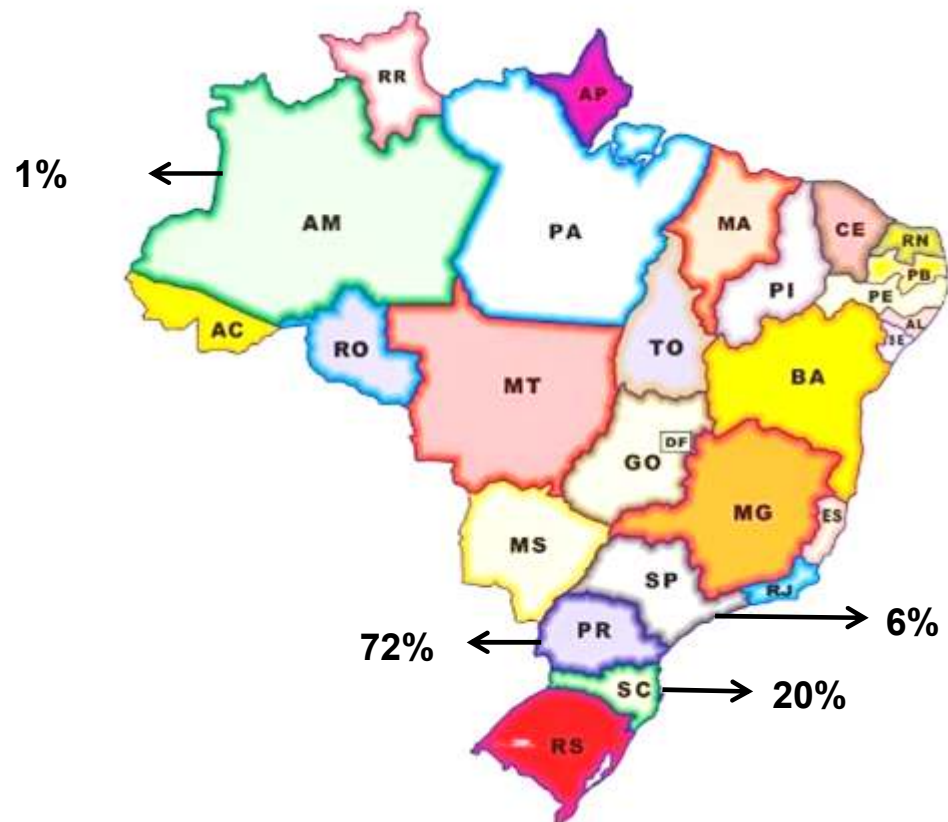 RR
AP
1%
AM
PA
MA
CE
RN
PB
PI
PE
AL
SE
AC
RO
TO
MT
BA
DF
GO
MG
ES
MS
SP
RJ
6%
PR
72%
SC
20%
RS